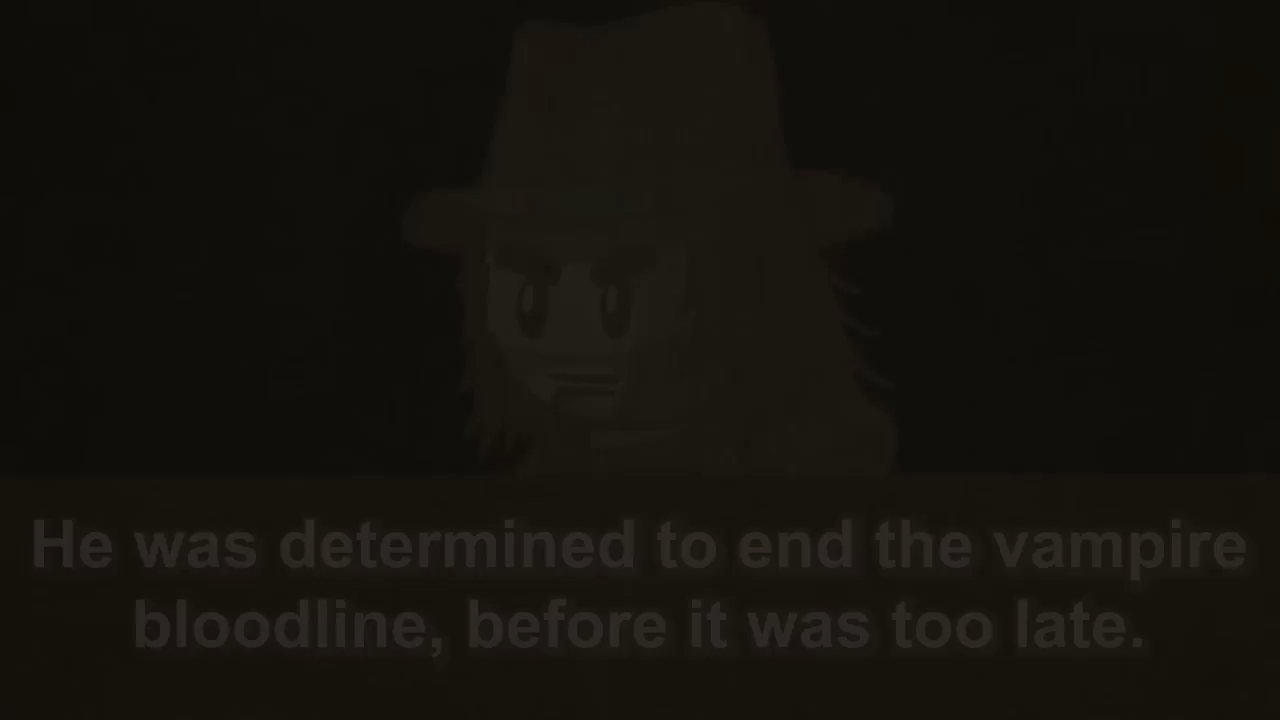 He was determined to end the vampire
bloodline, before it was too late.